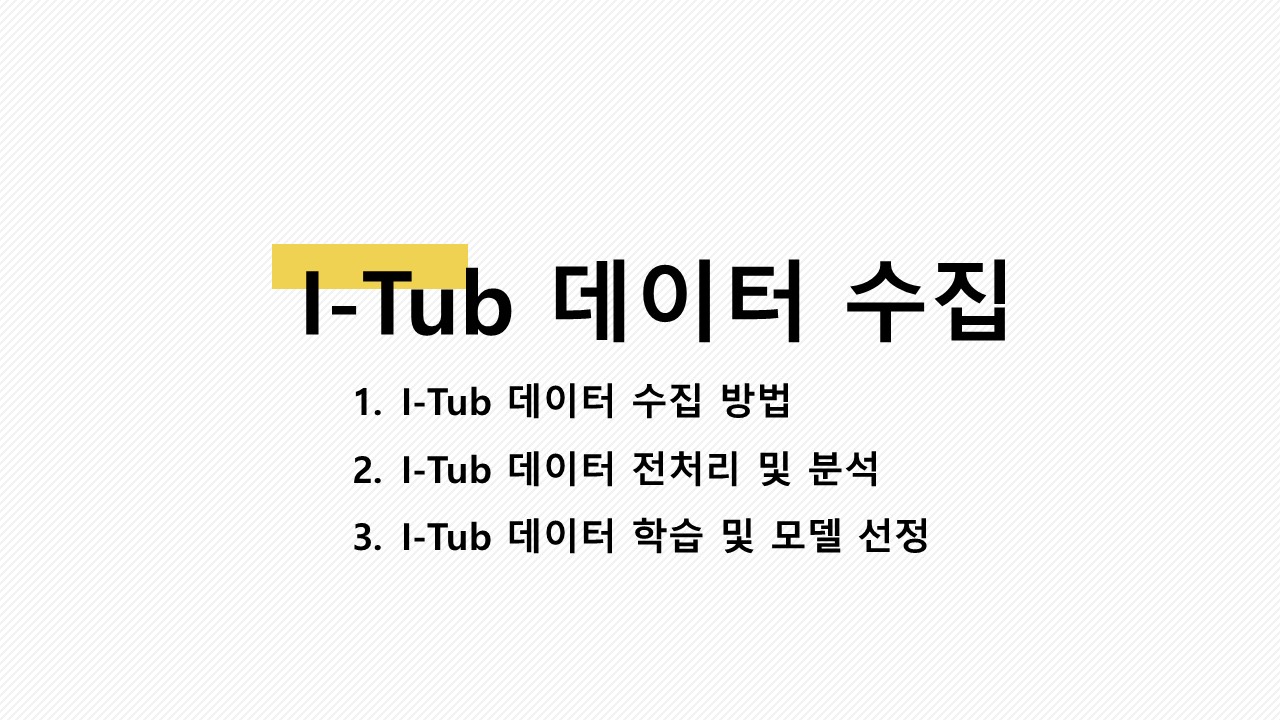 I-Tub 데이터 수집
1. I-Tub 데이터 수집 방법
2. I-Tub 데이터 전처리 및 분석
3. I-Tub 데이터 학습 및 모델 선정